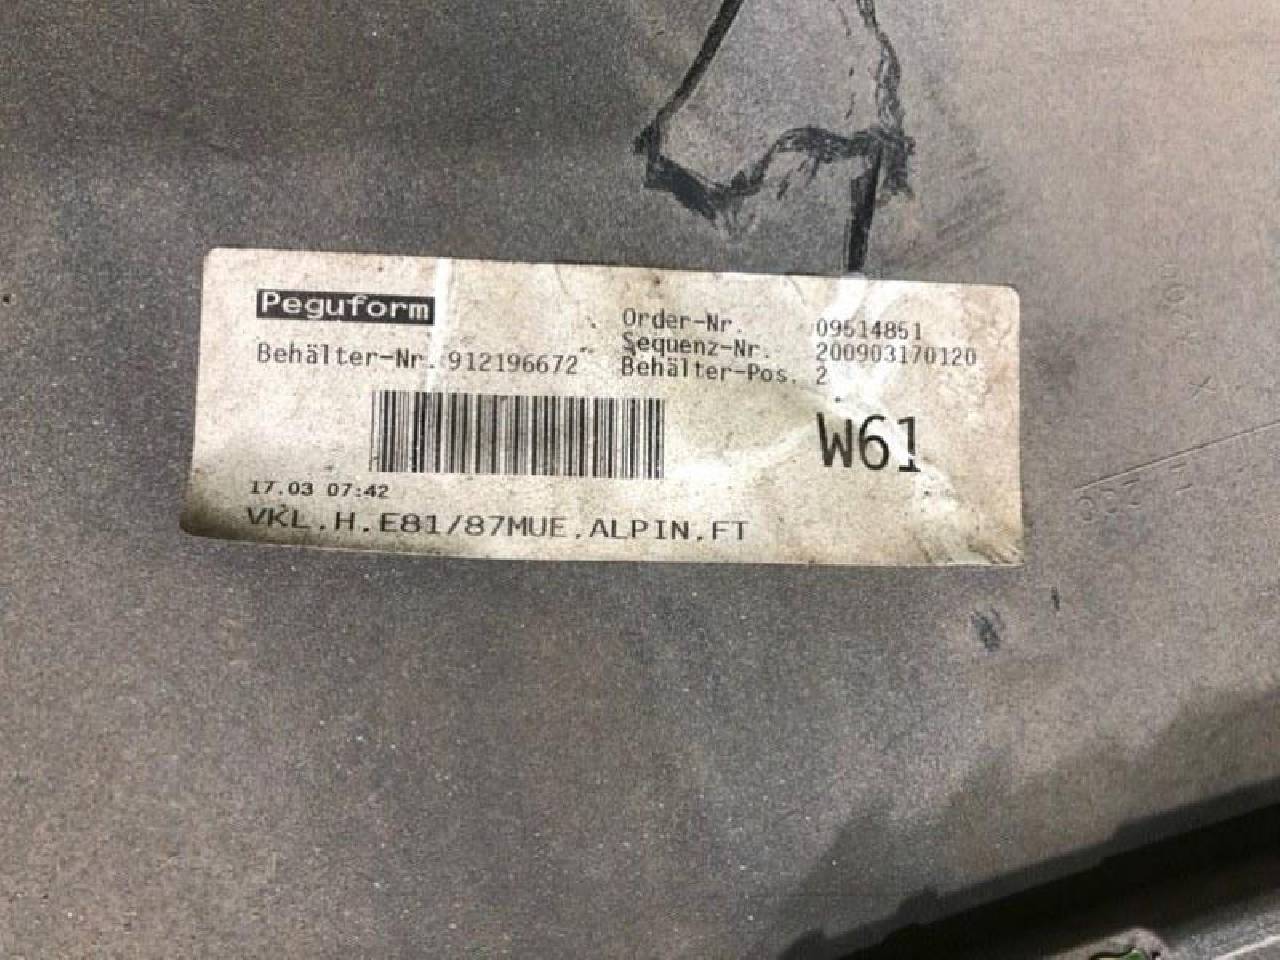 Peguform
Order-Nr. 09514851
Sequenz-Nr. 200903170120
Behälter-Nr. 912196672
Behälter-Pos. 2
W61
17.03 07:42
VKL.H.E81/87MUE.ALPIN.FT